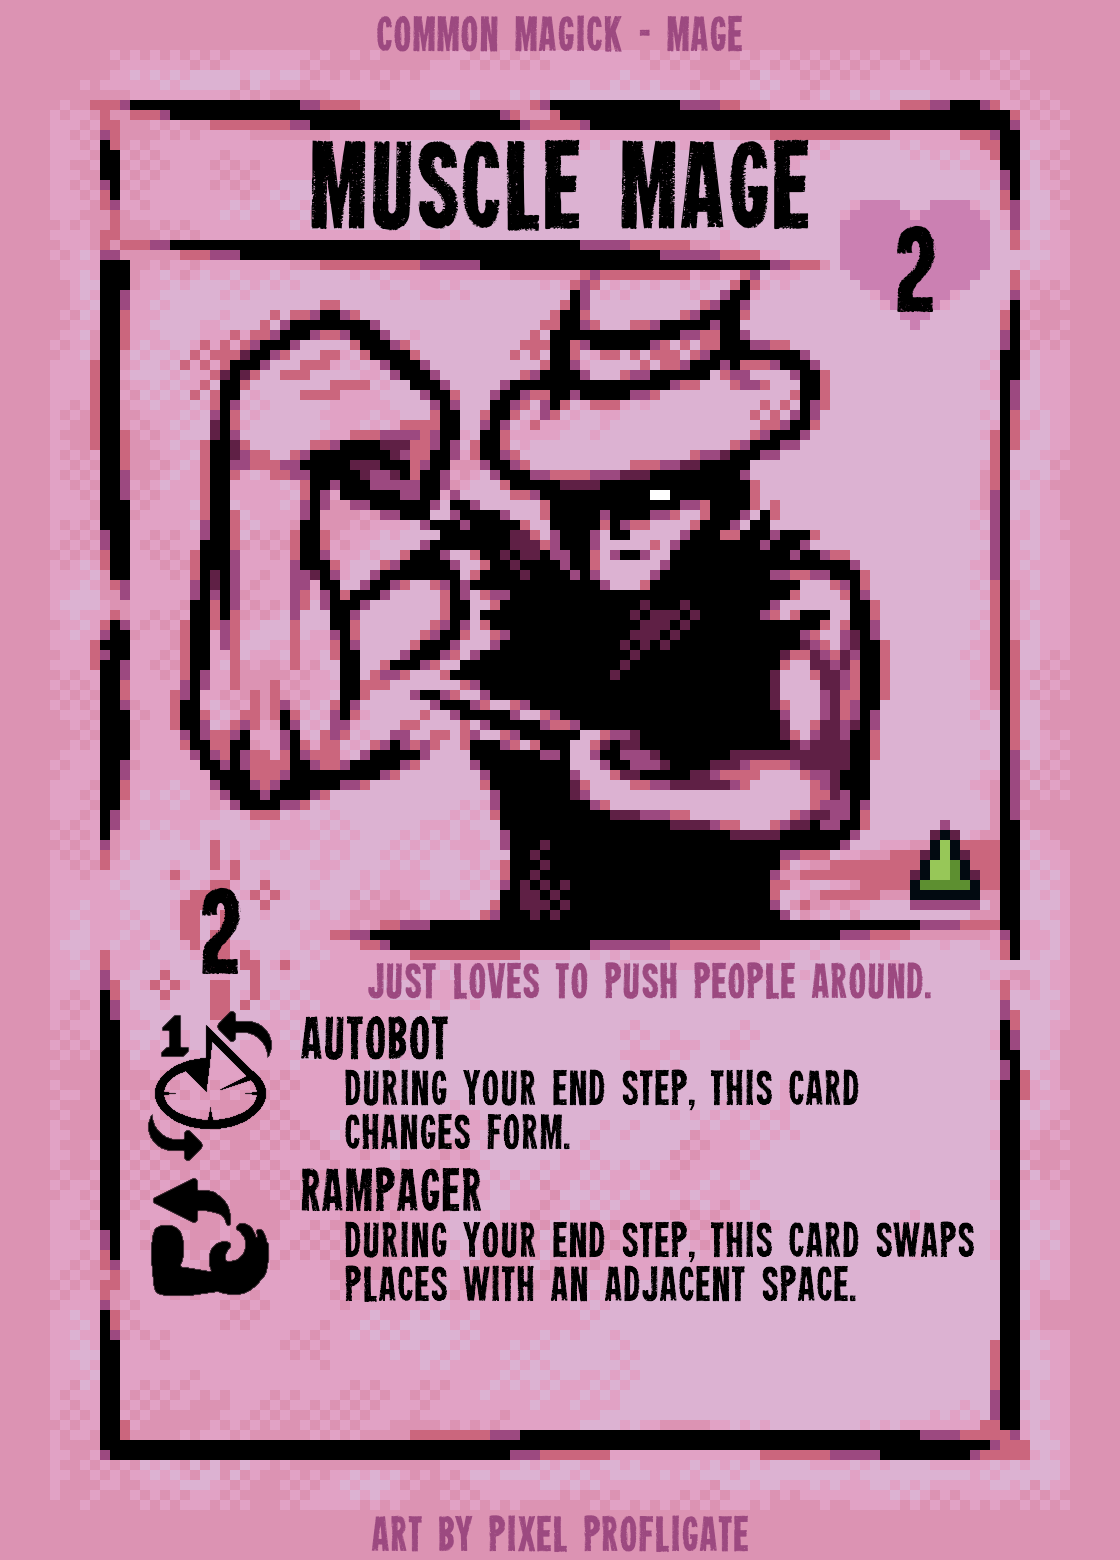 COMMON MAGICK - MAGE
MUSCLE MAGE
2
2
JUST LOVES TO PUSH PEOPLE AROUND.
1
AUTOBOT
DURING YOUR END STEP, THIS CARD
CHANGES FORM.
RAMPAGER
DURING YOUR END STEP, THIS CARD SWAPS
PLACES WITH AN ADJACENT SPACE.
ART BY PIXEL PROFLIGATE